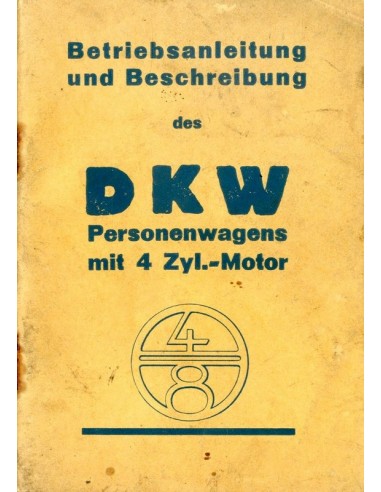 Betriebsanleitung
und Beschreibung
des
DKW
Personenwagens
mit 4 Zyl.-Motor
4
8